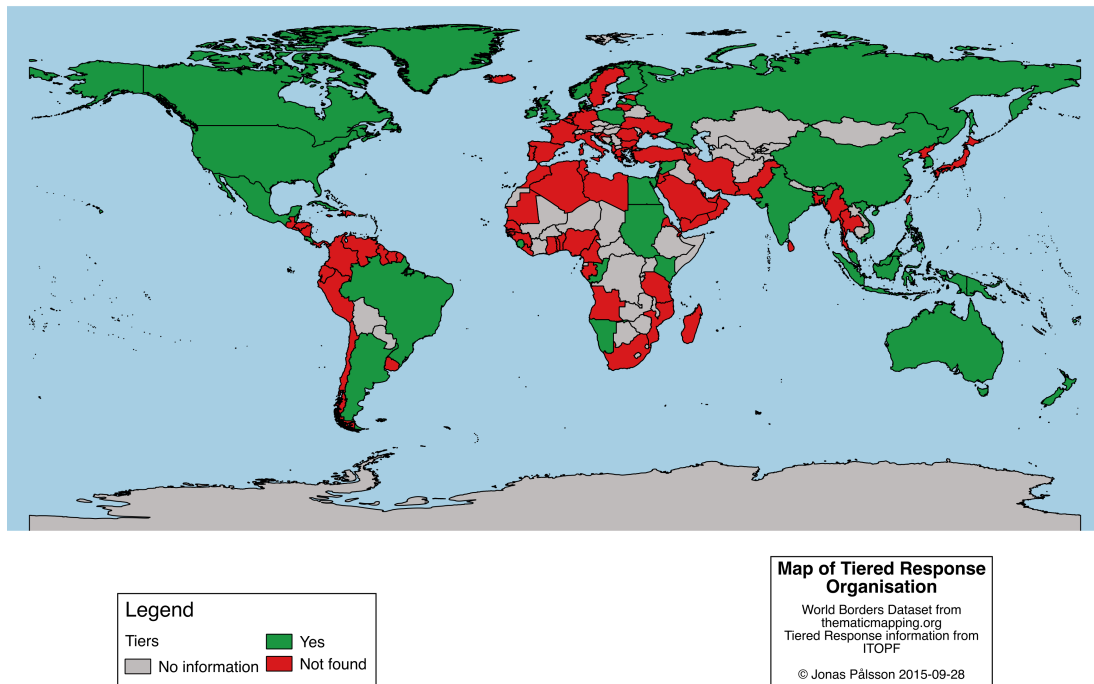 Legend
Tiers
No information
Yes
Not found
Map of Tiered Response
Organisation
World Borders Dataset from
thematicmapping.org
Tiered Response information from
ITOPF
© Jonas Pålsson 2015-09-28